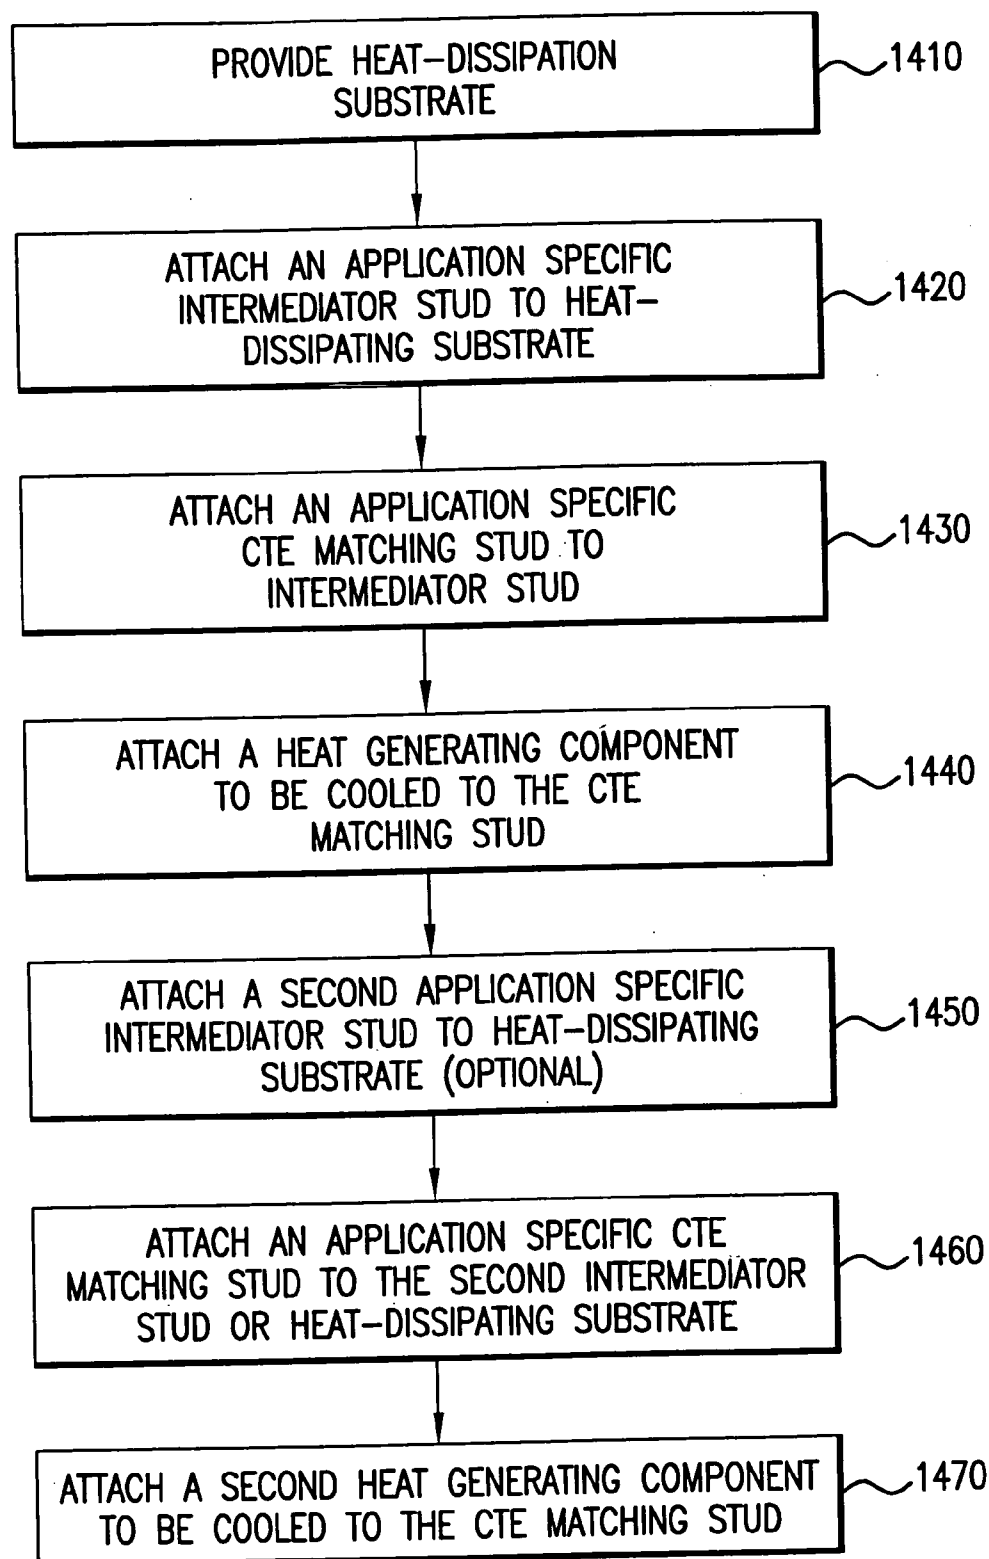 PROVIDE HEAT-DISSIPATION
SUBSTRATE
1410
ATTACH AN APPLICATION SPECIFIC
INTERMEDIATOR STUD TO HEAT-
DISSIPATING SUBSTRATE
1420
ATTACH AN APPLICATION SPECIFIC
CTE MATCHING STUD TO
INTERMEDIATOR STUD
1430
ATTACH A HEAT GENERATING COMPONENT
TO BE COOLED TO THE CTE
MATCHING STUD
1440
ATTACH A SECOND APPLICATION SPECIFIC
INTERMEDIATOR STUD TO HEAT-DISSIPATING
SUBSTRATE (OPTIONAL)
1450
ATTACH AN APPLICATION SPECIFIC CTE
MATCHING STUD TO THE SECOND INTERMEDIATOR
STUD OR HEAT-DISSIPATING SUBSTRATE
1460
ATTACH A SECOND HEAT GENERATING COMPONENT
TO BE COOLED TO THE CTE MATCHING STUD
1470